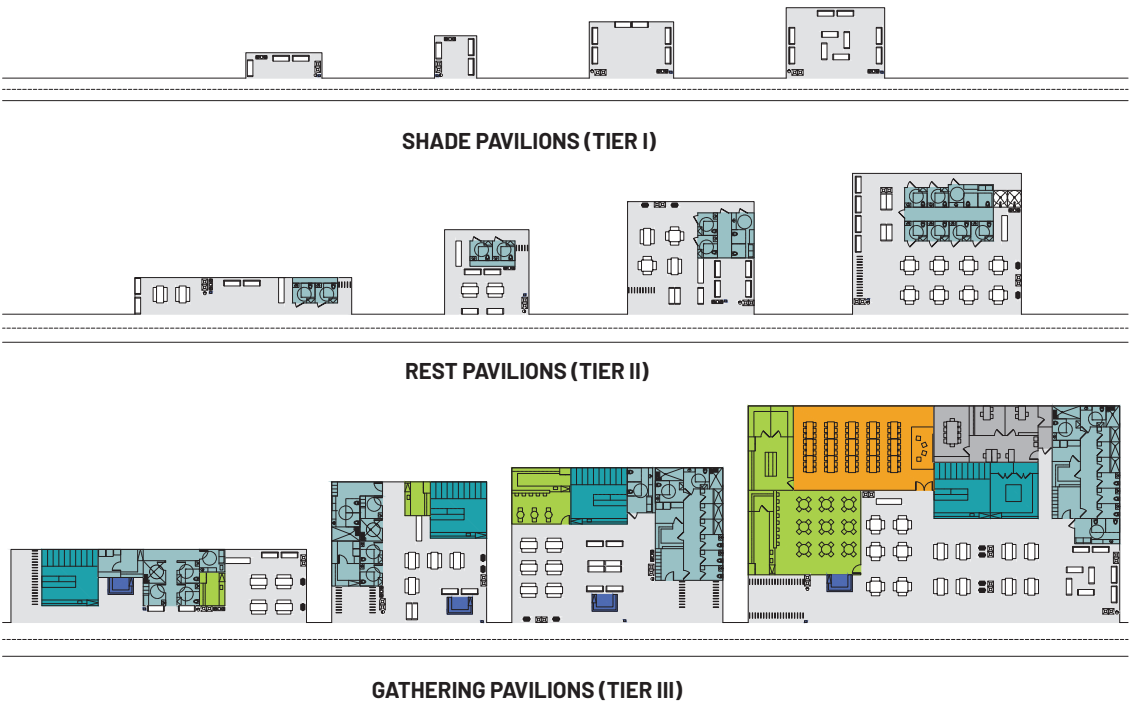 SHADE PAVILIONS (TIER I)
REST PAVILIONS (TIER II)
GATHERING PAVILIONS (TIER III)